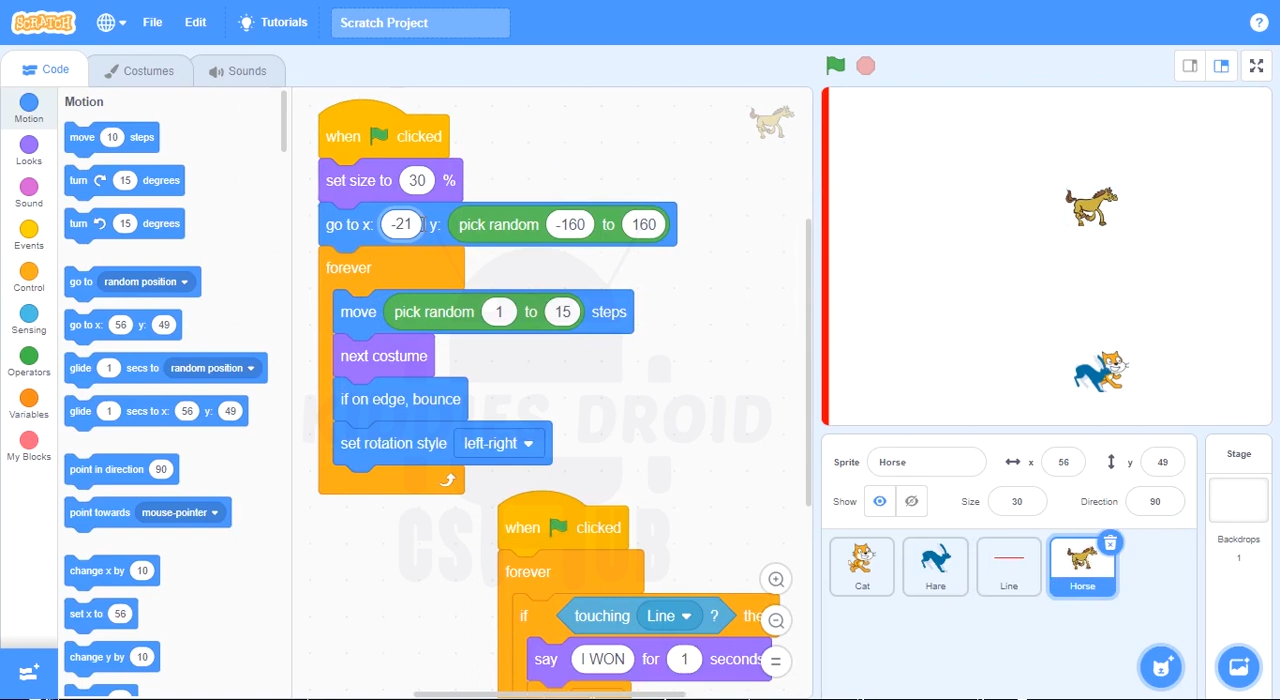 SCRATCH File Edit Tutorials Scratch Project ?
Code Costumes Sounds
Motion
Looks
Sound
Events
Control
Sensing
Operators
Variables
My Blocks
Motion
move 10 steps
turn 15 degrees
turn 15 degrees
go to random position
go to x: 56 y: 49
glide 1 secs to random position
glide 1 secs to x: 56 y: 49
point in direction 90
point towards mouse-pointer
change x by 10
set x to 56
change y by 10
when clicked
set size to 30 %
go to x: -21 y: pick random -160 to 160
forever
move pick random 1 to 15 steps
next costume
if on edge, bounce
set rotation style left-right
when clicked
forever
if touching Line ? the
say I WON for 1 seconds
DROID
Sprite Horse x 56 y 49
Show Size 30 Direction 90
Cat Hare Line Horse
Stage
Backdrops
1